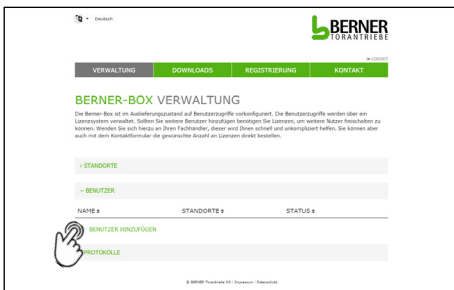 Deutsch
BERNER
TORANTRIEBE
LOGOUT
VERWALTUNG DOWNLOADS REGISTRIERUNG KONTAKT
BERNER-BOX VERWALTUNG
Die Berner-Box ist im Auslieferungszustand auf Benutzerzugriffe vorkonfiguriert. Die Benutzerzugriffe werden über ein
Lizenzsystem verwaltet. Sollten Sie weitere Benutzer hinzufügen benötigen Sie Lizenzen, um weitere Nutzer freischalten zu
können. Wenden Sie sich hierzu an Ihren Fachhändler, dieser wird Ihnen schnell und unkompliziert helfen. Sie können aber
auch mit dem Kontaktformular die gewünschte Anzahl an Lizenzen direkt bestellen.
› STANDORTE
BENUTZER
NAME STANDORTE STATUS
BENUTZER HINZUFÜGEN
PROTOKOLLE
© BERNER Torantriebe KG | Impressum - Datenschutz